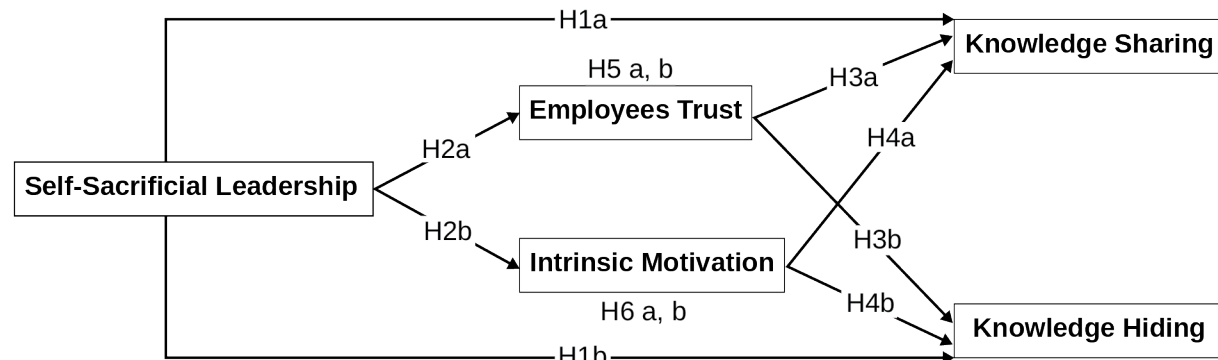 H1a
Knowledge Sharing
H5 a, b
H3a
Employees Trust
H4a
H2a
Self-Sacrificial Leadership
H2b
H3b
Intrinsic Motivation
H6 a, b
H4b
Knowledge Hiding
H1b